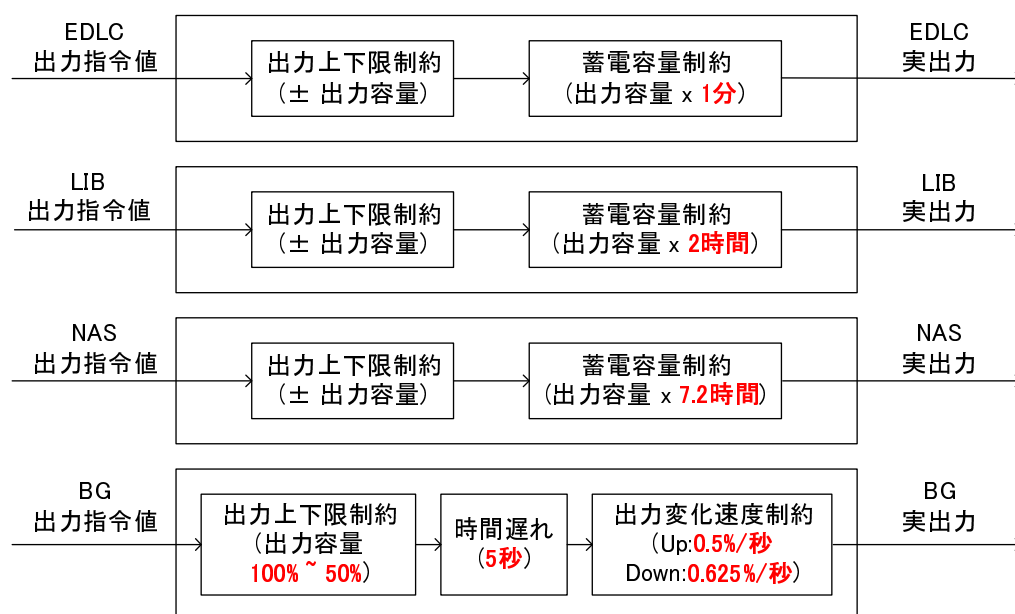 EDLC
出力指令値
出力上下限制約
(± 出力容量)
蓄電容量制約
(出力容量 x 1分)
EDLC
実出力
LIB
出力指令値
出力上下限制約
(± 出力容量)
蓄電容量制約
(出力容量 x 2時間)
LIB
実出力
NAS
出力指令値
出力上下限制約
(± 出力容量)
蓄電容量制約
(出力容量 x 7.2時間)
NAS
実出力
BG
出力指令値
出力上下限制約
(出力容量
100% ~ 50%)
時間遅れ
(5秒)
出力変化速度制約
(Up:0.5%/秒
Down:0.625%/秒)
BG
実出力